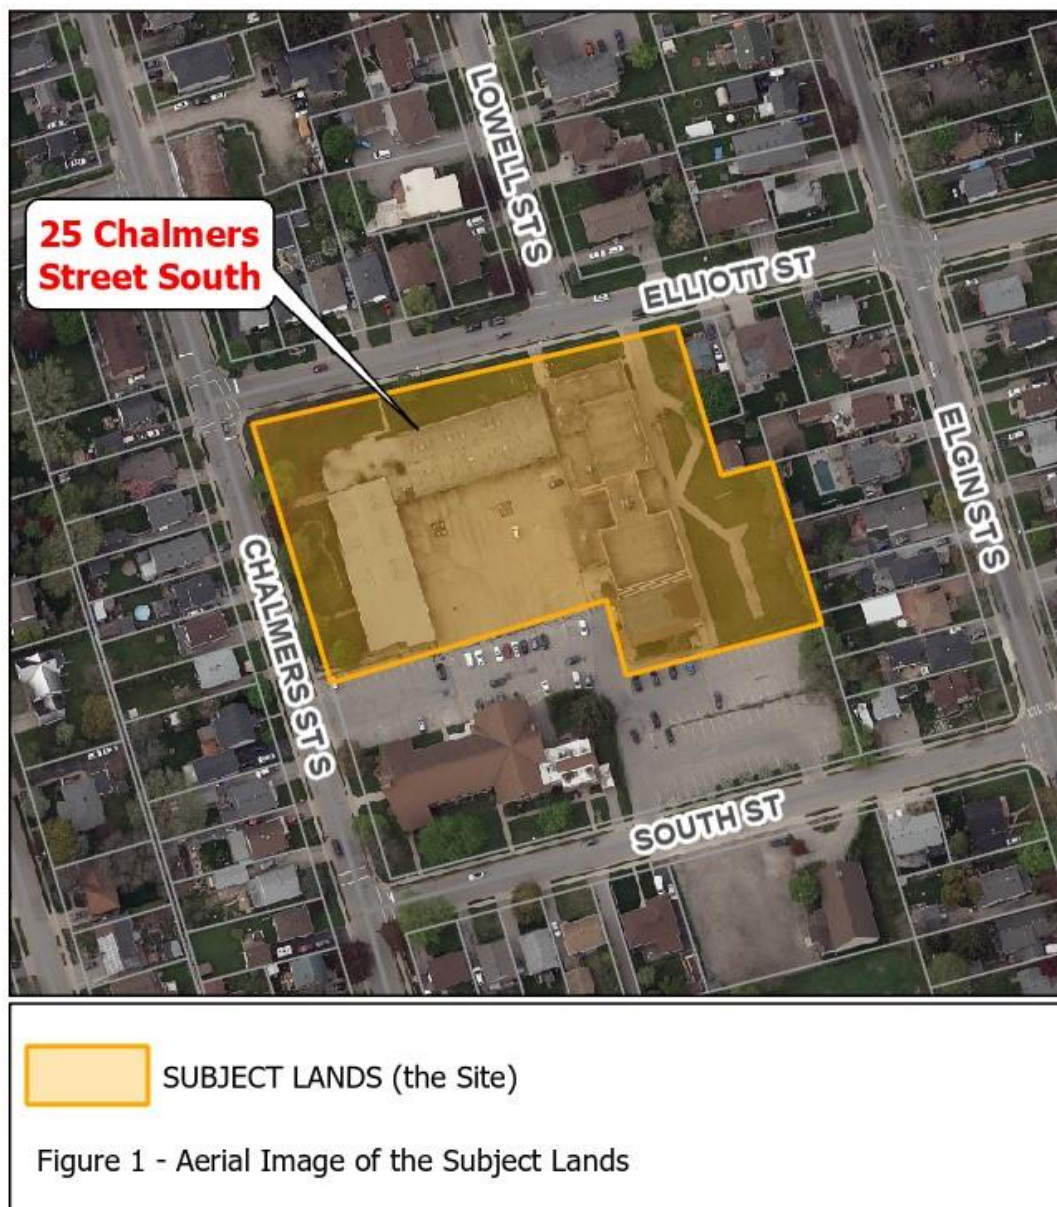 LOWELL ST S
25 Chalmers
Street South
ELLIOTT ST
ELGIN ST S
CHALMERS ST S
SOUTH ST
SUBJECT LANDS (the Site)
Figure 1 - Aerial Image of the Subject Lands